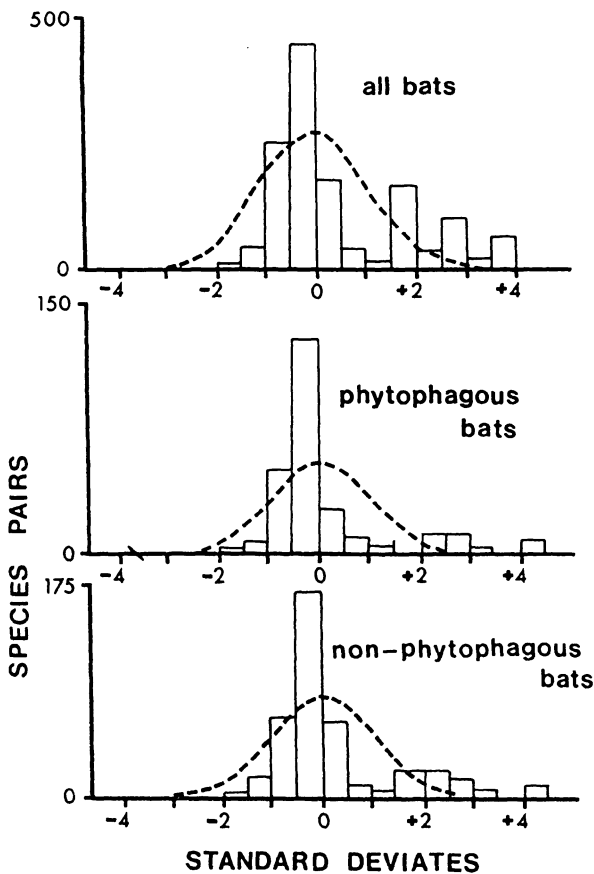 500
all bats
0
-4 -2 0 +2 +4
150
phytophagous
bats
0
-4 -2 0 +2 +4
175
non-phytophagous
bats
0
-4 -2 0 +2 +4
SPECIES PAIRS
STANDARD DEVIATES